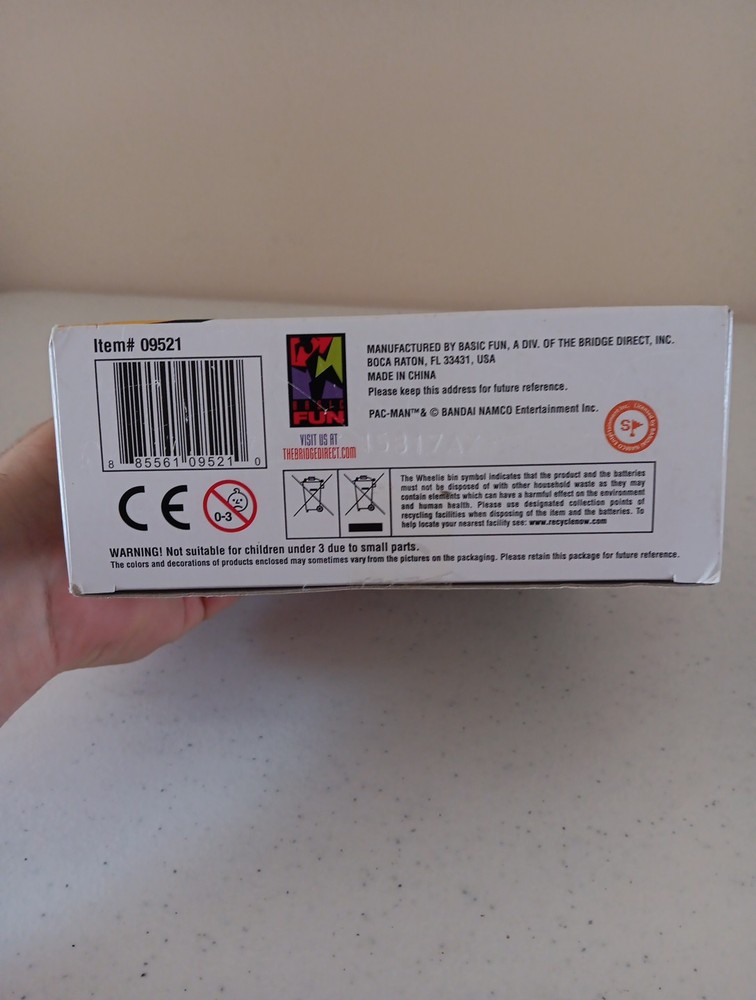 Item# 09521
8 85561 09521 0
BASIC
FUN
VISIT US AT
THEBRIDGEDIRECT.COM
MANUFACTURED BY BASIC FUN, A DIV. OF THE BRIDGE DIRECT, INC.
BOCA RATON, FL 33431, USA
MADE IN CHINA
Please keep this address for future reference.
PAC-MAN™& © BANDAI NAMCO Entertainment Inc.
CE
0-3
The Wheelie bin symbol indicates that the product and the batteries
must not be disposed of with other household waste as they may
contain elements which can have a harmful effect on the environment
and human health. Please use designated collection points of
recycling facilities when disposing of the item and the batteries. To
help locate your nearest facility see: www.recyclenow.com
WARNING! Not suitable for children under 3 due to small parts.
The colors and decorations of products enclosed may sometimes vary from the pictures on the packaging. Please retain this package for future reference.